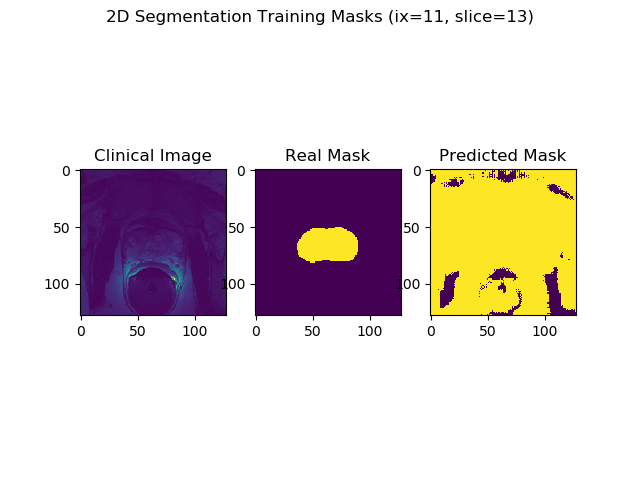 2D Segmentation Training Masks (ix=11, slice=13)
Clinical Image Real Mask Predicted Mask
0 0 0
50 50 50
100 100 100
0 50 100 0 50 100 0 50 100